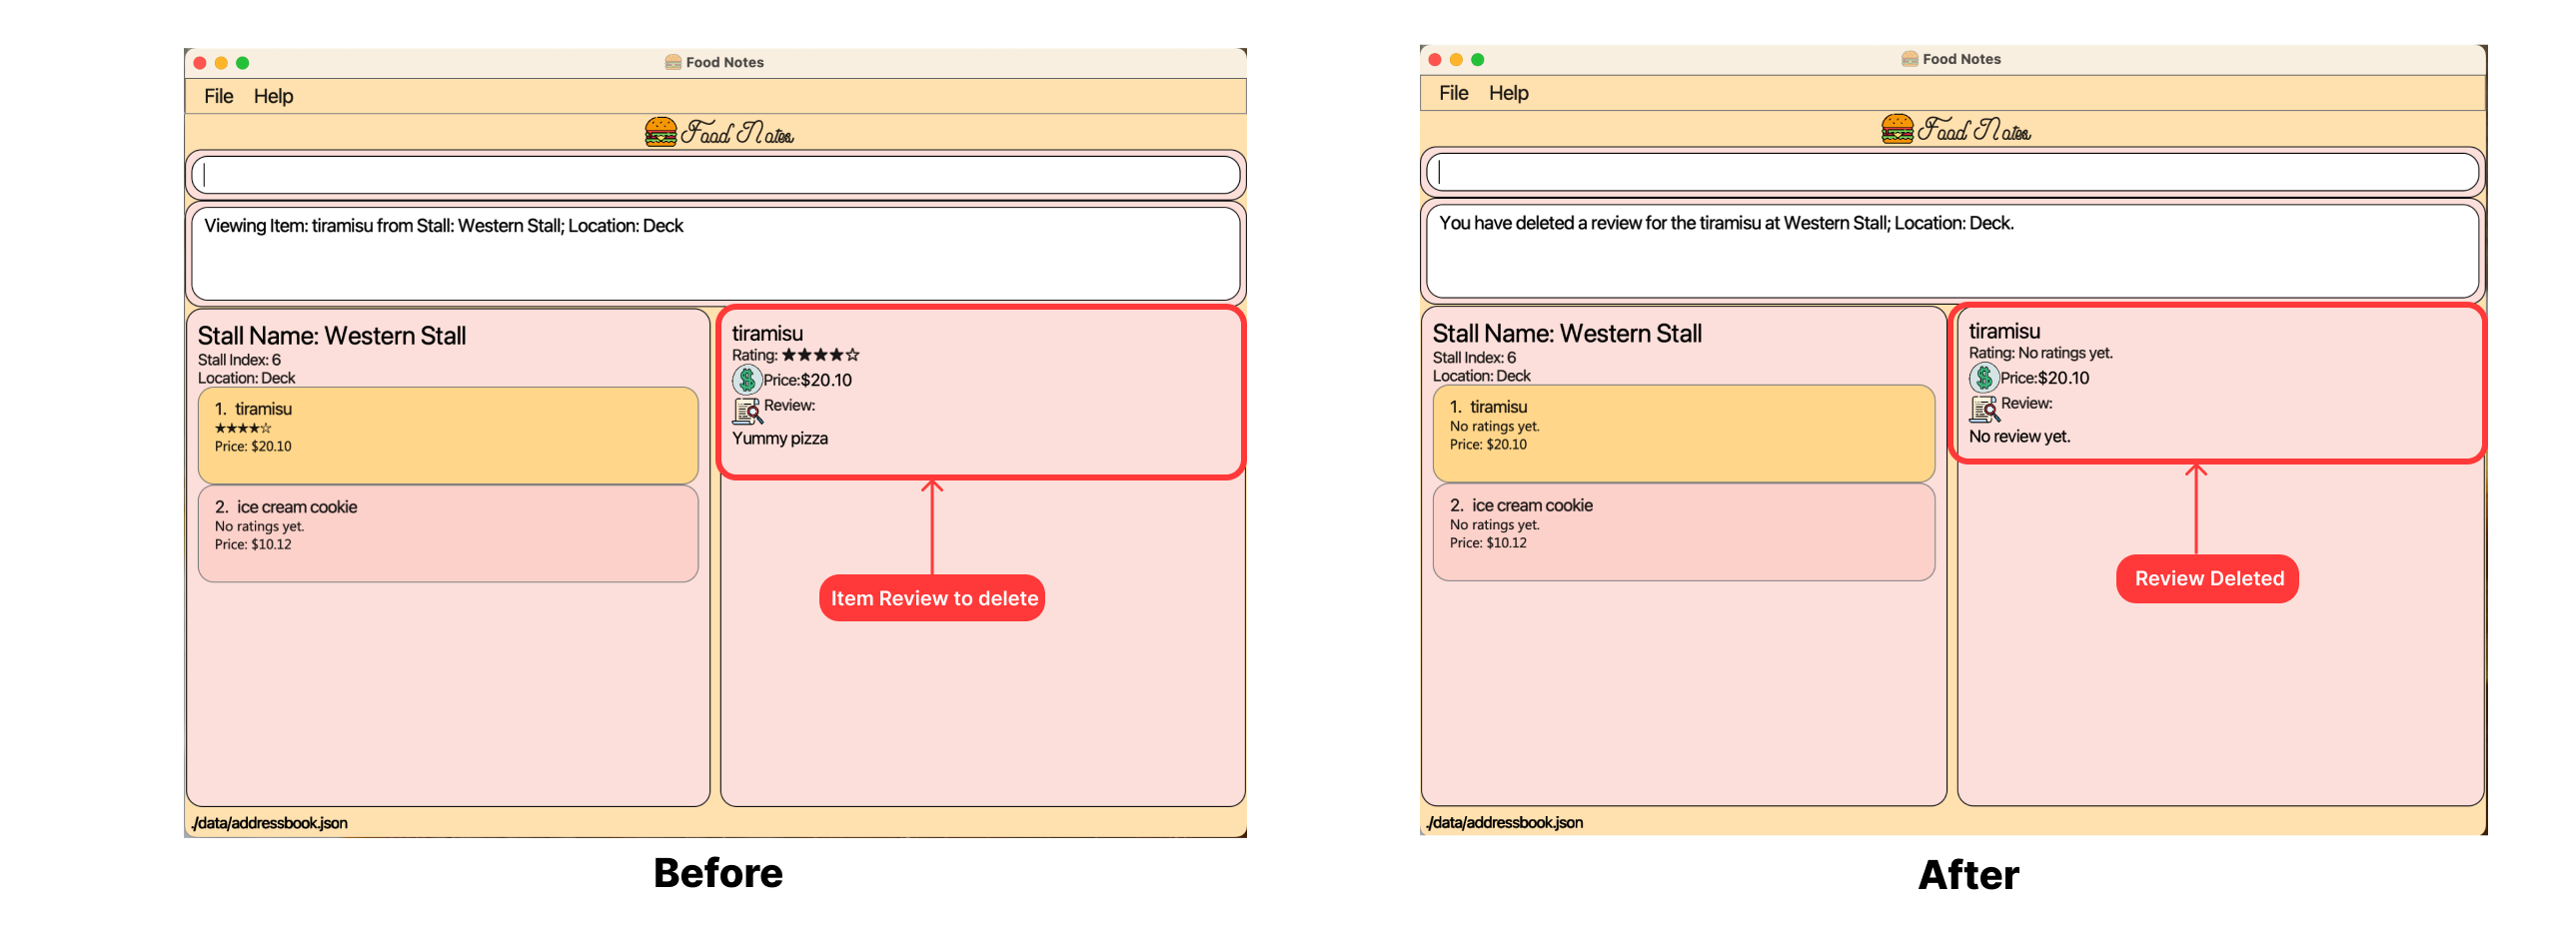 Food Notes
File Help
Food Notes
Viewing Item: tiramisu from Stall: Western Stall; Location: Deck
Stall Name: Western Stall
Stall Index: 6
Location: Deck
1. tiramisu
★★★★☆
Price: $20.10
2. ice cream cookie
No ratings yet.
Price: $10.12
tiramisu
Rating: ★★★★☆
Price:$20.10
Review:
Yummy pizza
Item Review to delete
./data/addressbook.json
Before
Food Notes
File Help
Food Notes
You have deleted a review for the tiramisu at Western Stall; Location: Deck.
Stall Name: Western Stall
Stall Index: 6
Location: Deck
1. tiramisu
No ratings yet.
Price: $20.10
2. ice cream cookie
No ratings yet.
Price: $10.12
tiramisu
Rating: No ratings yet.
Price:$20.10
Review:
No review yet.
Review Deleted
./data/addressbook.json
After